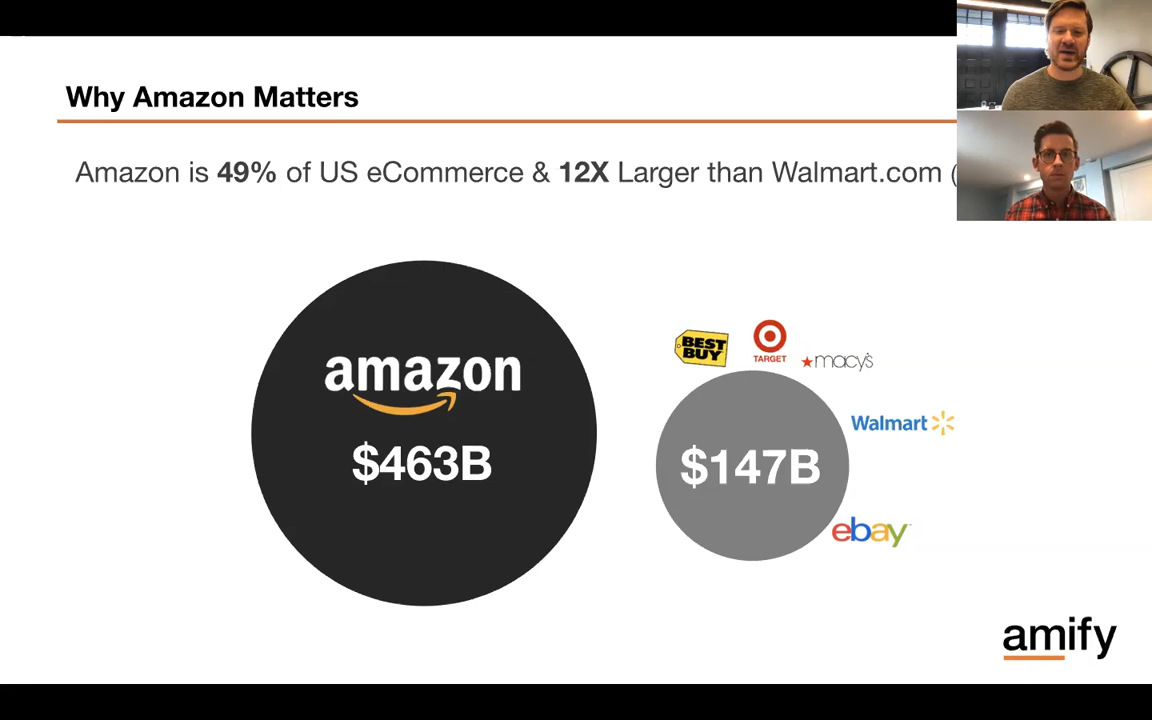 Why Amazon Matters
Amazon is 49% of US eCommerce & 12X Larger than Walmart.com (
amazon
$463B
BEST
BUY
TARGET
macy's
Walmart
$147B
ebay
amify